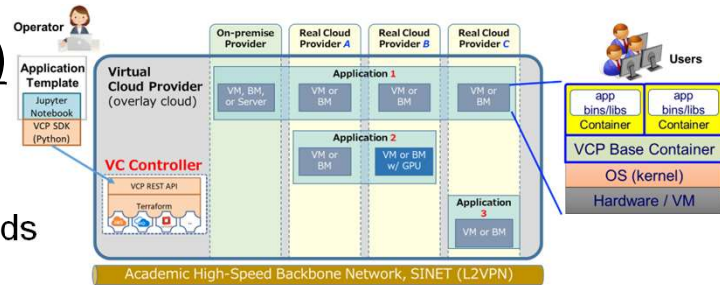 Operator
)
Application
Template
Jupyter
Notebook
VCP SDK
(Python)
ds
Virtual
Cloud Provider
(overlay cloud)
VC Controller
VCP REST API
Terraform
On-premise
Provider
Real Cloud
Provider A
Real Cloud
Provider B
Real Cloud
Provider C
Application 1
VM, BM,
or Server
VM or
BM
VM or
BM
VM or
BM
Application 2
VM or
BM
VM or BM
w/ GPU
Application
3
VM or BM
Academic High-Speed Backbone Network, SINET (L2VPN)
Users
app
bins/libs
Container
app
bins/libs
Container
VCP Base Container
OS (kernel)
Hardware / VM